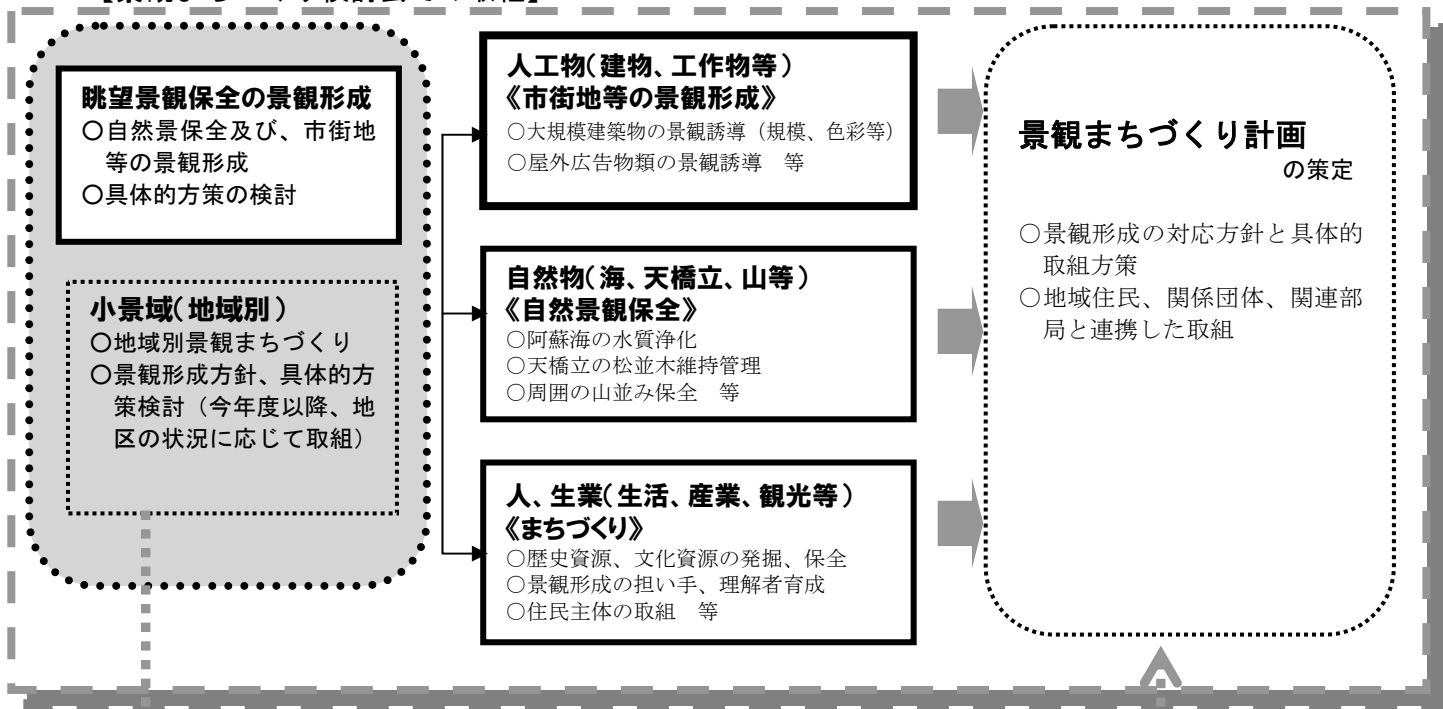 眺望景観保全の景観形成
○自然景保全及び、市街地
等の景観形成
○具体的方策の検討
小景域（地域別）
○地域別景観まちづくり
○景観形成方針、具体的方
策検討（今年度以降、地
区の状況に応じて取組）
人工物（建物、工作物等）
《市街地等の景観形成》
○大規模建築物の景観誘導（規模、色彩等）
○屋外広告物類の景観誘導　等
自然物（海、天橋立、山等）
《自然景観保全》
○阿蘇海の水質浄化
○天橋立の松並木維持管理
○周囲の山並み保全　等
人、生業（生活、産業、観光等）
《まちづくり》
○歴史資源、文化資源の発掘、保全
○景観形成の担い手、理解者育成
○住民主体の取組　等
景観まちづくり計画
の策定
○景観形成の対応方針と具体的
取組方策
○地域住民、関係団体、関連部
局と連携した取組